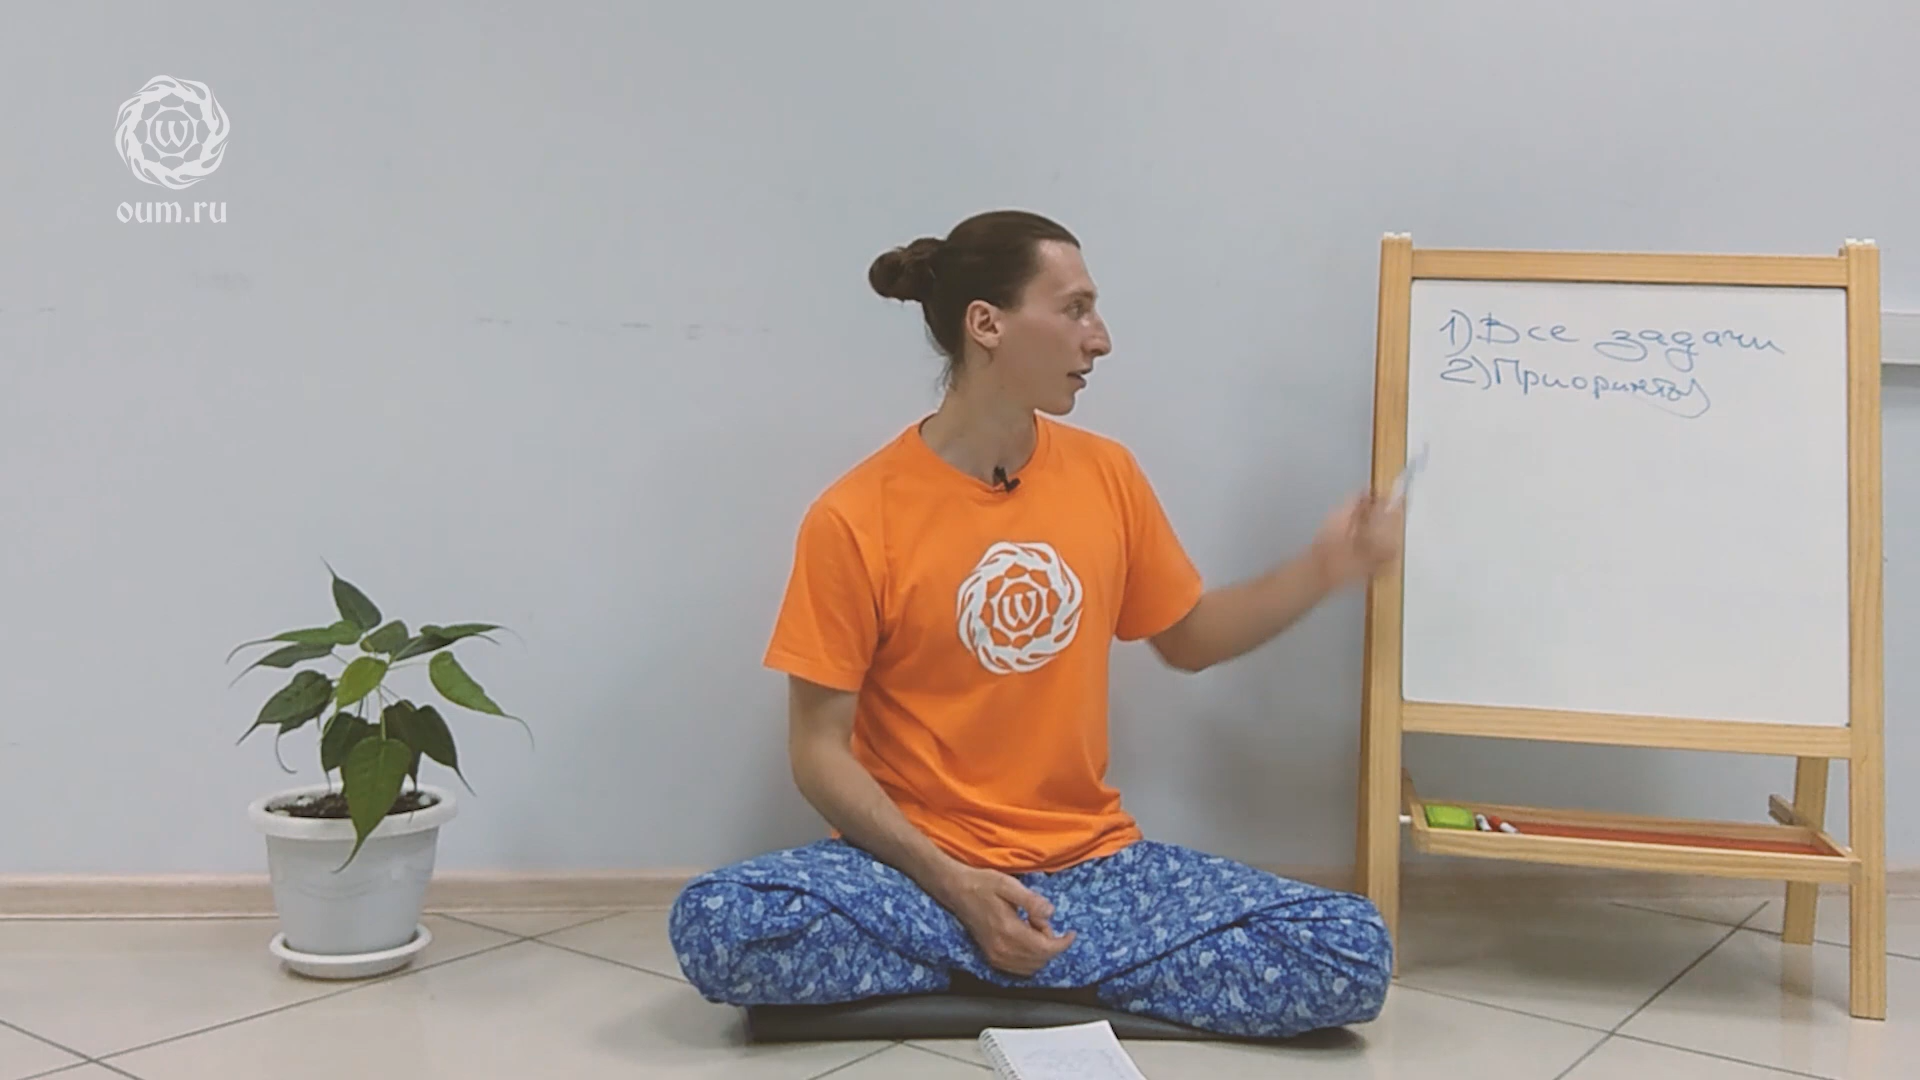 W
oum.ru
W
1) Все задачи
2) Приоритеты